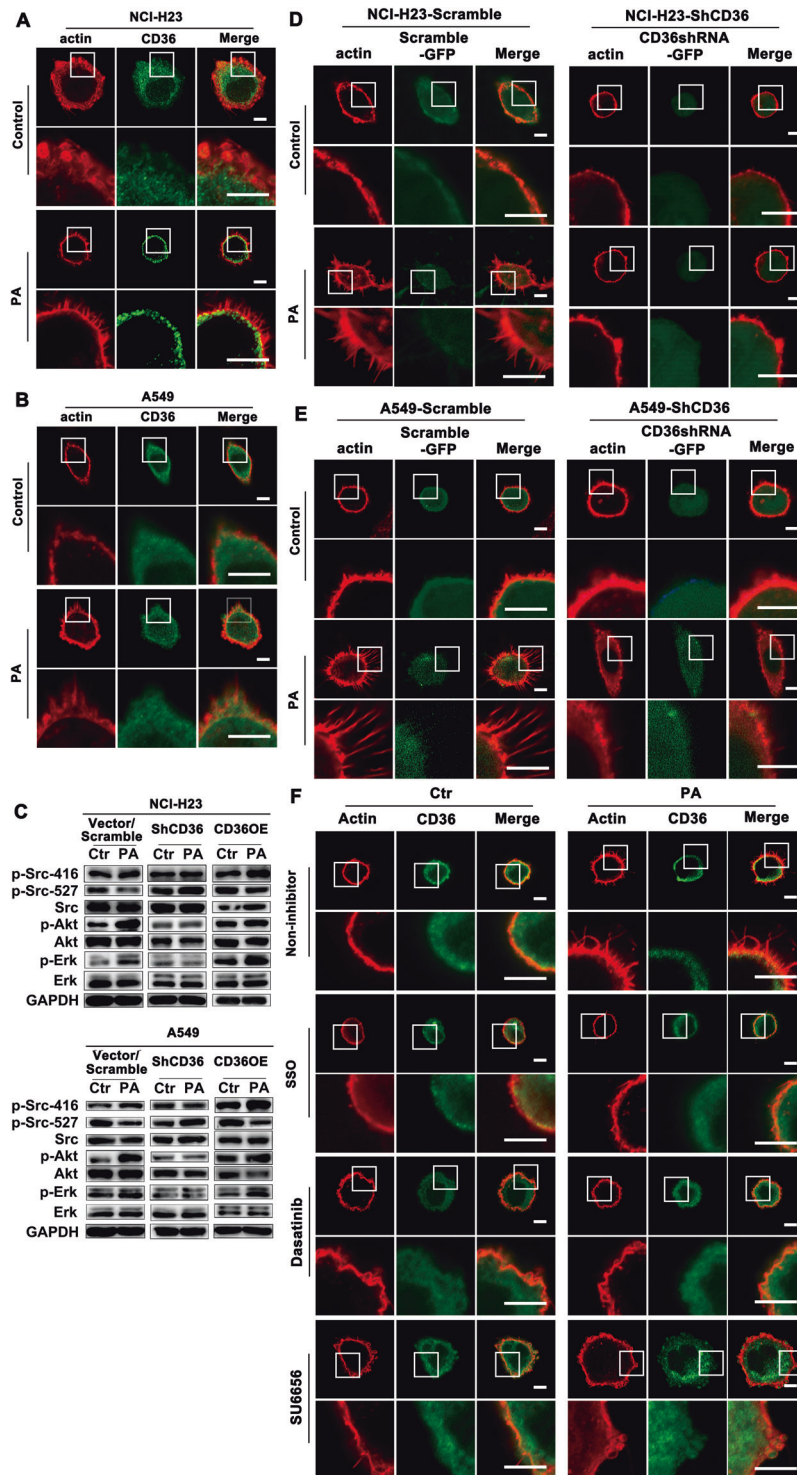 A
NCI-H23
actin CD36 Merge
Control
PA
B
A549
actin CD36 Merge
Control
PA
C
NCI-H23
Vector/
Scramble ShCD36 CD36OE
Ctr PA Ctr PA Ctr PA
p-Src-416
p-Src-527
Src
p-Akt
Akt
p-Erk
Erk
GAPDH
A549
Vector/
Scramble ShCD36 CD36OE
Ctr PA Ctr PA Ctr PA
p-Src-416
p-Src-527
Src
p-Akt
Akt
p-Erk
Erk
GAPDH
D
NCI-H23-Scramble NCI-H23-ShCD36
Scramble CD36shRNA
actin -GFP Merge actin -GFP Merge
Control
PA
E
A549-Scramble A549-ShCD36
Scramble CD36shRNA
actin -GFP Merge actin -GFP Merge
Control
PA
F
Ctr PA
Actin CD36 Merge Actin CD36 Merge
Non-inhibitor
SSO
Dasatinib
SU6656